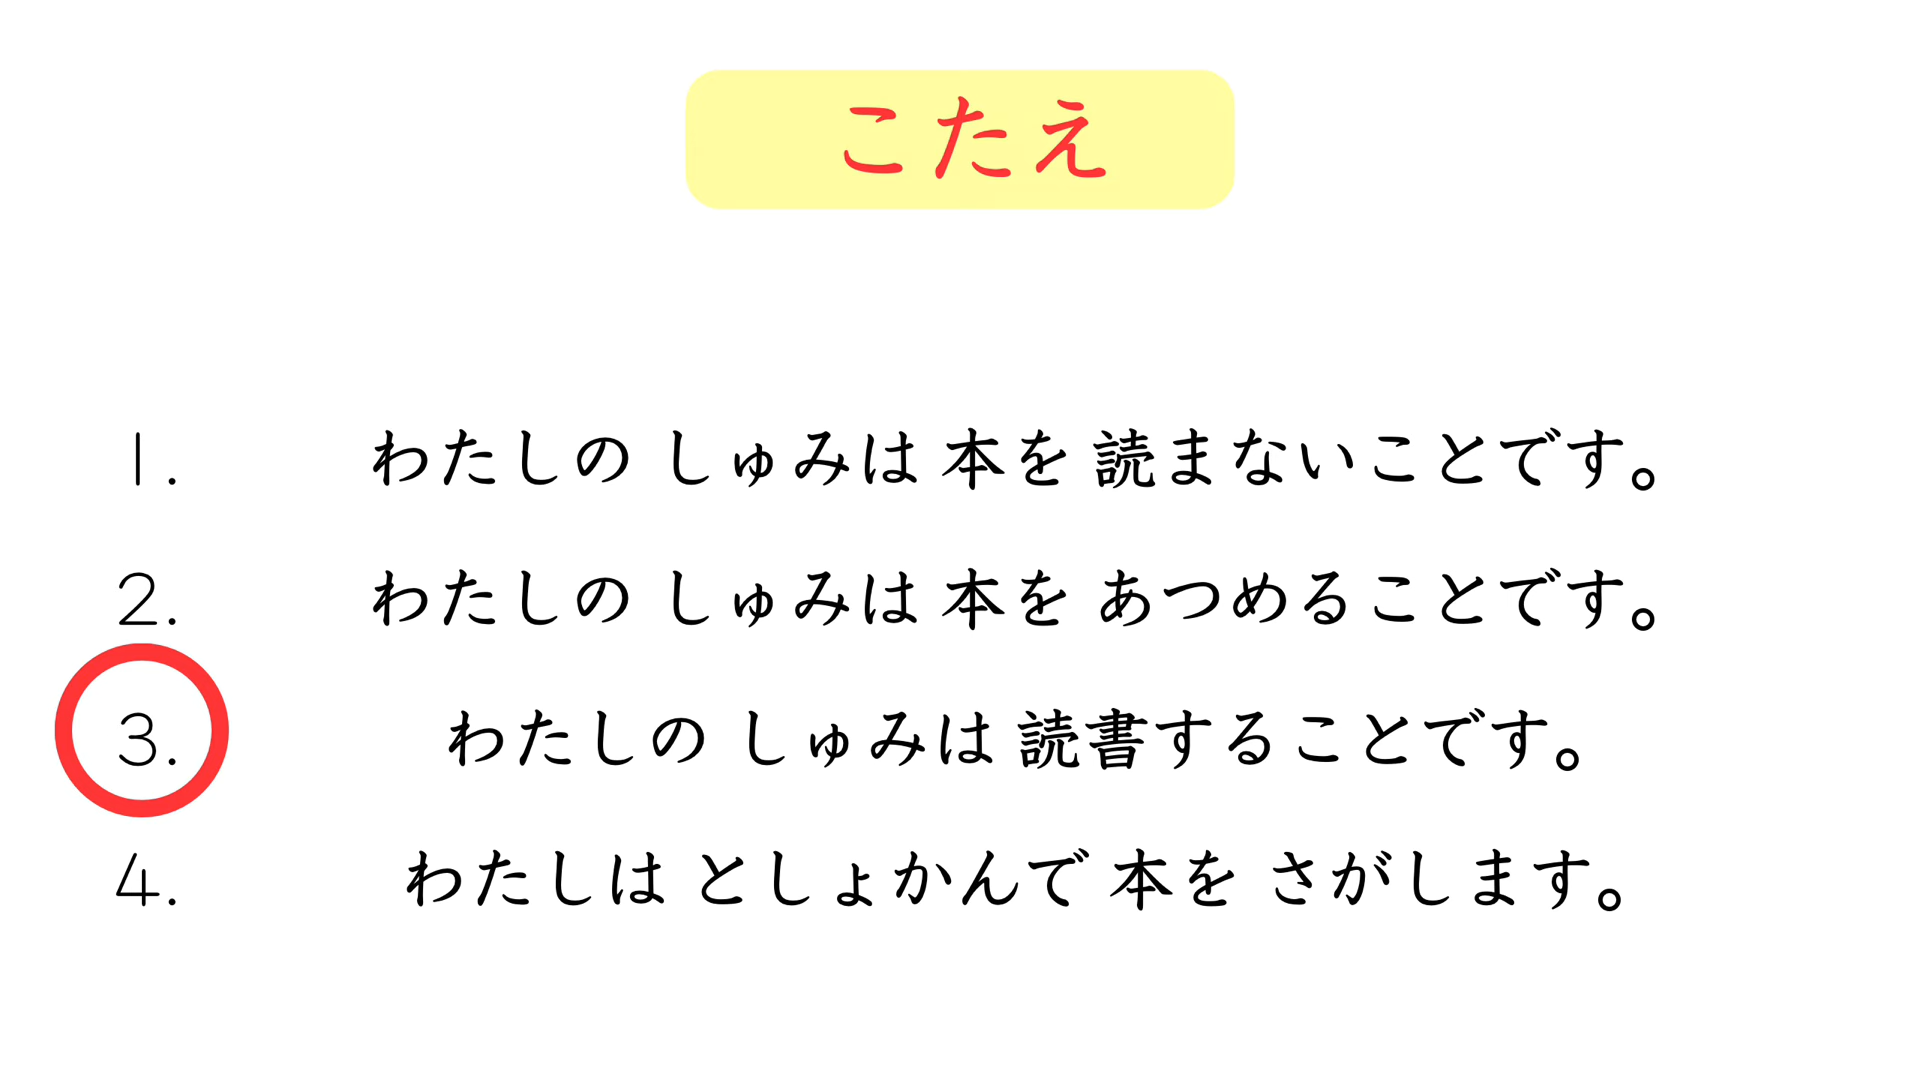 こたえ
1. わたしの しゅみは 本を 読まないことです。
2. わたしの しゅみは 本を あつめることです。
3. わたしの しゅみは 読書することです。
4. わたしは としょかんで 本を さがします。